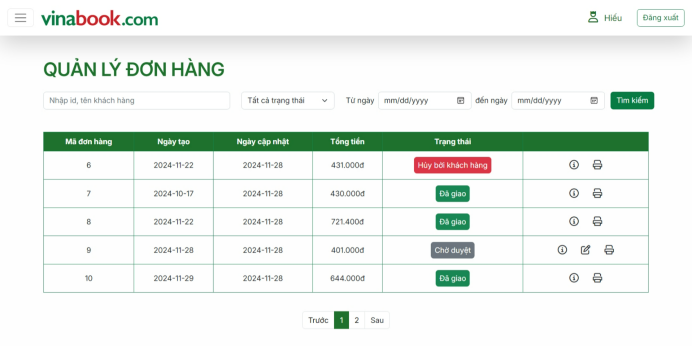 vinabook.com
Hiếu
Đăng xuất
QUẢN LÝ ĐƠN HÀNG
Nhập id, tên khách hàng
Tất cả trạng thái
Từ ngày mm/dd/yyyy đến ngày mm/dd/yyyy
Tìm kiếm
Mã đơn hàng Ngày tạo Ngày cập nhật Tổng tiền Trạng thái
6 2024-11-22 2024-11-28 431.000đ Hủy bởi khách hàng
7 2024-10-17 2024-11-28 430.000đ Đã giao
8 2024-11-22 2024-11-28 721.400đ Đã giao
9 2024-11-28 2024-11-28 401.000đ Chờ duyệt
10 2024-11-29 2024-11-28 644.000đ Đã giao
Trước 1 2 Sau